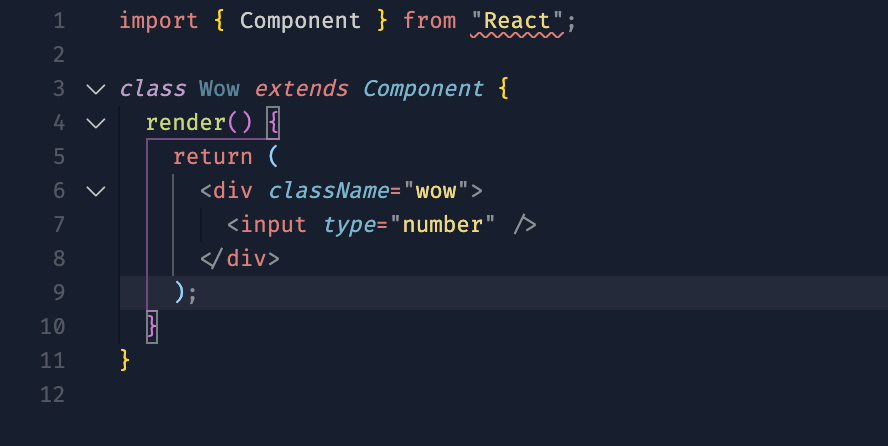 1 import { Component } from "React";
2
3 class Wow extends Component {
4 render() {
5 return (
6 <div className="wow">
7 <input type="number" />
8 </div>
9 );
10 }
11 }
12